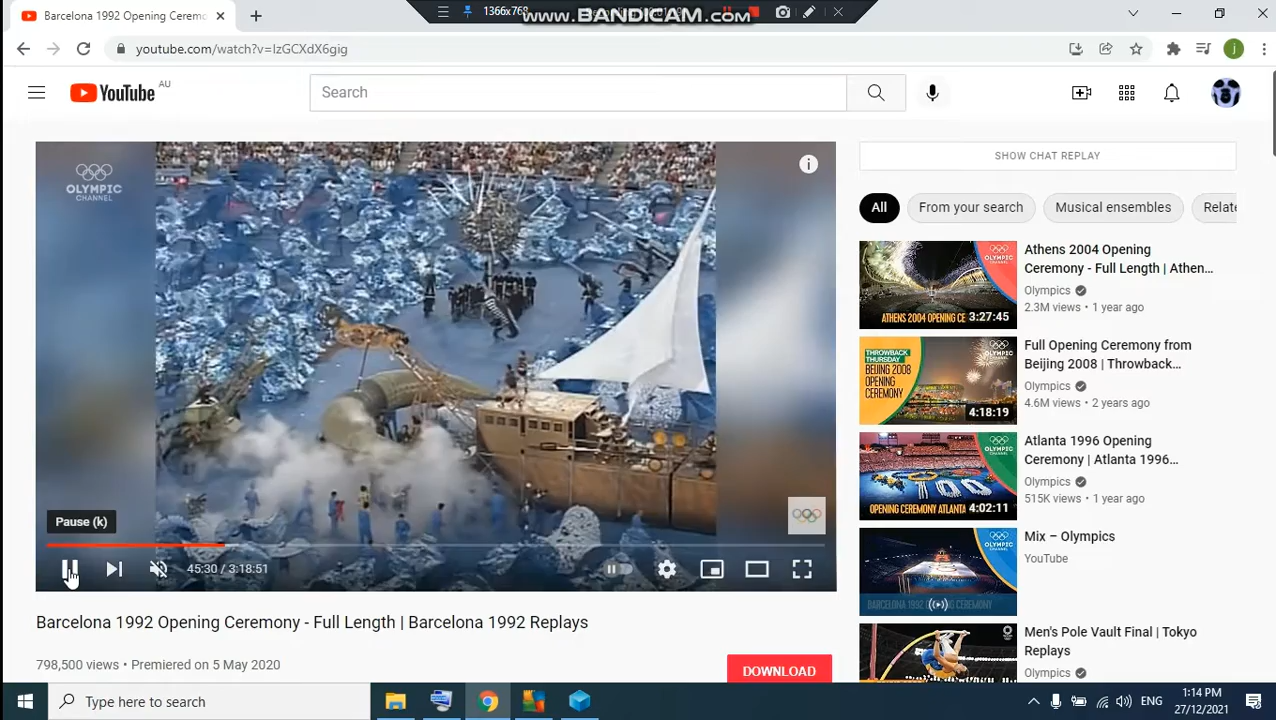 Barcelona 1992 Opening Ceremo
1366x768
www.BANDICAM.com
youtube.com/watch?v=IzGCXdX6gig
j
YouTube AU
Search
OLYMPIC
CHANNEL
i
Pause (k)
45:30 / 3:18:51
Barcelona 1992 Opening Ceremony - Full Length | Barcelona 1992 Replays
798,500 views • Premiered on 5 May 2020
DOWNLOAD
SHOW CHAT REPLAY
All
From your search
Musical ensembles
Relate
ATHENS 2004 OPENING CE
3:27:45
Athens 2004 Opening
Ceremony - Full Length | Athen...
Olympics
2.3M views • 1 year ago
THROWBACK
THURSDAY
BEIJING 2008
OPENING
CEREMONY
4:18:19
Full Opening Ceremony from
Beijing 2008 | Throwback...
Olympics
4.6M views • 2 years ago
100
OPENING CEREMONY ATLANTA
4:02:11
Atlanta 1996 Opening
Ceremony | Atlanta 1996...
Olympics
515K views • 1 year ago
BARCELONA 1992 OPENING CEREMONY
Mix – Olympics
YouTube
Men's Pole Vault Final | Tokyo
Replays
Olympics
Type here to search
ENG
1:14 PM
27/12/2021